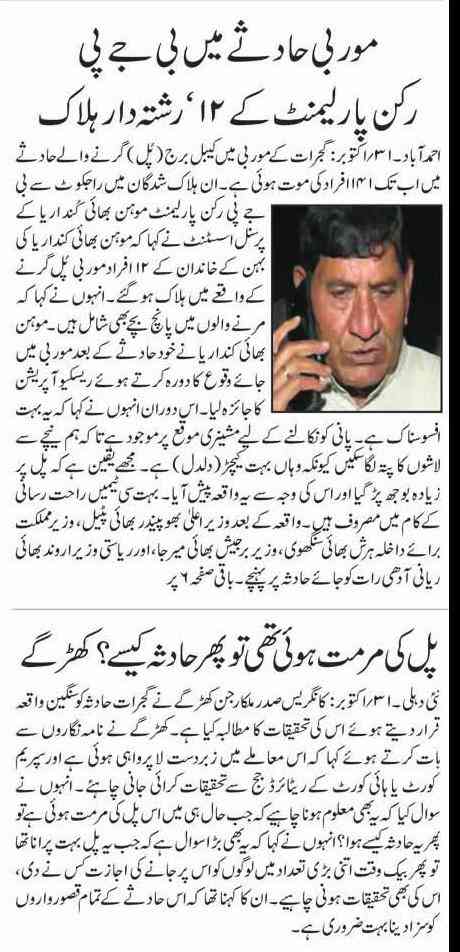 موربی حادثے میں بی جے پی
رکن پارلیمنٹ کے ۱۲، رشتہ دار ہلاک
احمد آباد۔ ۳۱؍اکتوبر: گجرات کے موربی میں کیبل برج (پُل) گرنے والے حادثے
میں اب تک ۱۴۱ افراد کی موت ہوئی ہے۔ ان ہلاک شدگان میں راجکوٹ سے بی
جے پی رکن پارلیمنٹ موہن بھائی کُنداریا کے
پرسنل اسسٹنٹ نے کہا کہ موہن بھائی کنداریا کی
بہن کے خاندان کے ۱۲ افراد موربی پُل گرنے
کے واقعے میں ہلاک ہو گئے۔ انہوں نے کہا کہ
مرنے والوں میں پانچ بچے بھی شامل ہیں۔ موہن
بھائی کنداریا نے خود حادثے کے بعد موربی میں
جائے وقوع کا دورہ کرتے ہوئے ریسکیو آپریشن
کا جائزہ لیا۔ اس دوران انہوں نے کہا کہ یہ بہت
افسوسناک ہے۔ پانی کو نکالنے کے لیے مشینری موقع پر موجود ہے تا کہ ہم نیچے سے
لاشوں کا پتہ لگا سکیں کیونکہ وہاں بہت کیچڑ (دلدل) ہے۔ مجھے یقین ہے کہ پل پر
زیادہ بوجھ پڑ گیا اور اس کی وجہ سے یہ واقعہ پیش آیا۔ بہت سی ٹیمیں راحت رسانی
کے کام میں مصروف ہیں۔ واقعہ کے بعد وزیر اعلیٰ بھوپیندر بھائی پٹیل، وزیر مملکت
برائے داخلہ ہرش بھائی سنگھوی، وزیر برجیش بھائی میرجا، اور ریاستی وزیر اروند بھائی
ریانی آدھی رات کو جائے حادثہ پر پہنچے۔ باقی صفحہ ۶ پر
پل کی مرمت ہوئی تھی تو پھر حادثہ کیسے؟ کھڑگے
نئی دہلی۔ ۳۱؍اکتوبر: کانگریس صدر ملکارجن کھڑگے نے گجرات حادثہ کو سنگین واقعہ
قرار دیتے ہوئے اس کی تحقیقات کا مطالبہ کیا ہے۔ کھڑگے نے نامہ نگاروں سے
بات کرتے ہوئے کہا کہ اس معاملے میں زبردست لاپرواہی ہوئی ہے اور سپریم
کورٹ یا ہائی کورٹ کے ریٹائرڈ جج سے تحقیقات کرائی جانی چاہئے۔ انہوں نے
سوال کیا کہ یہ بھی معلوم ہونا چاہیے کہ جب حال ہی میں اس پل کی مرمت ہوئی ہے تو
پھر یہ حادثہ کیسے ہوا؟ انہوں نے کہا کہ یہ بھی بڑا سوال ہے کہ جب یہ پل بہت پرانا تھا
تو پھر بیک وقت اتنی بڑی تعداد میں لوگوں کو اس پر جانے کی اجازت کس نے دی،
اس کی بھی تحقیقات ہونی چاہیے۔ ان کا کہنا تھا کہ اس حادثے کے تمام قصورواروں
کو سزا دینا بہت ضروری ہے۔